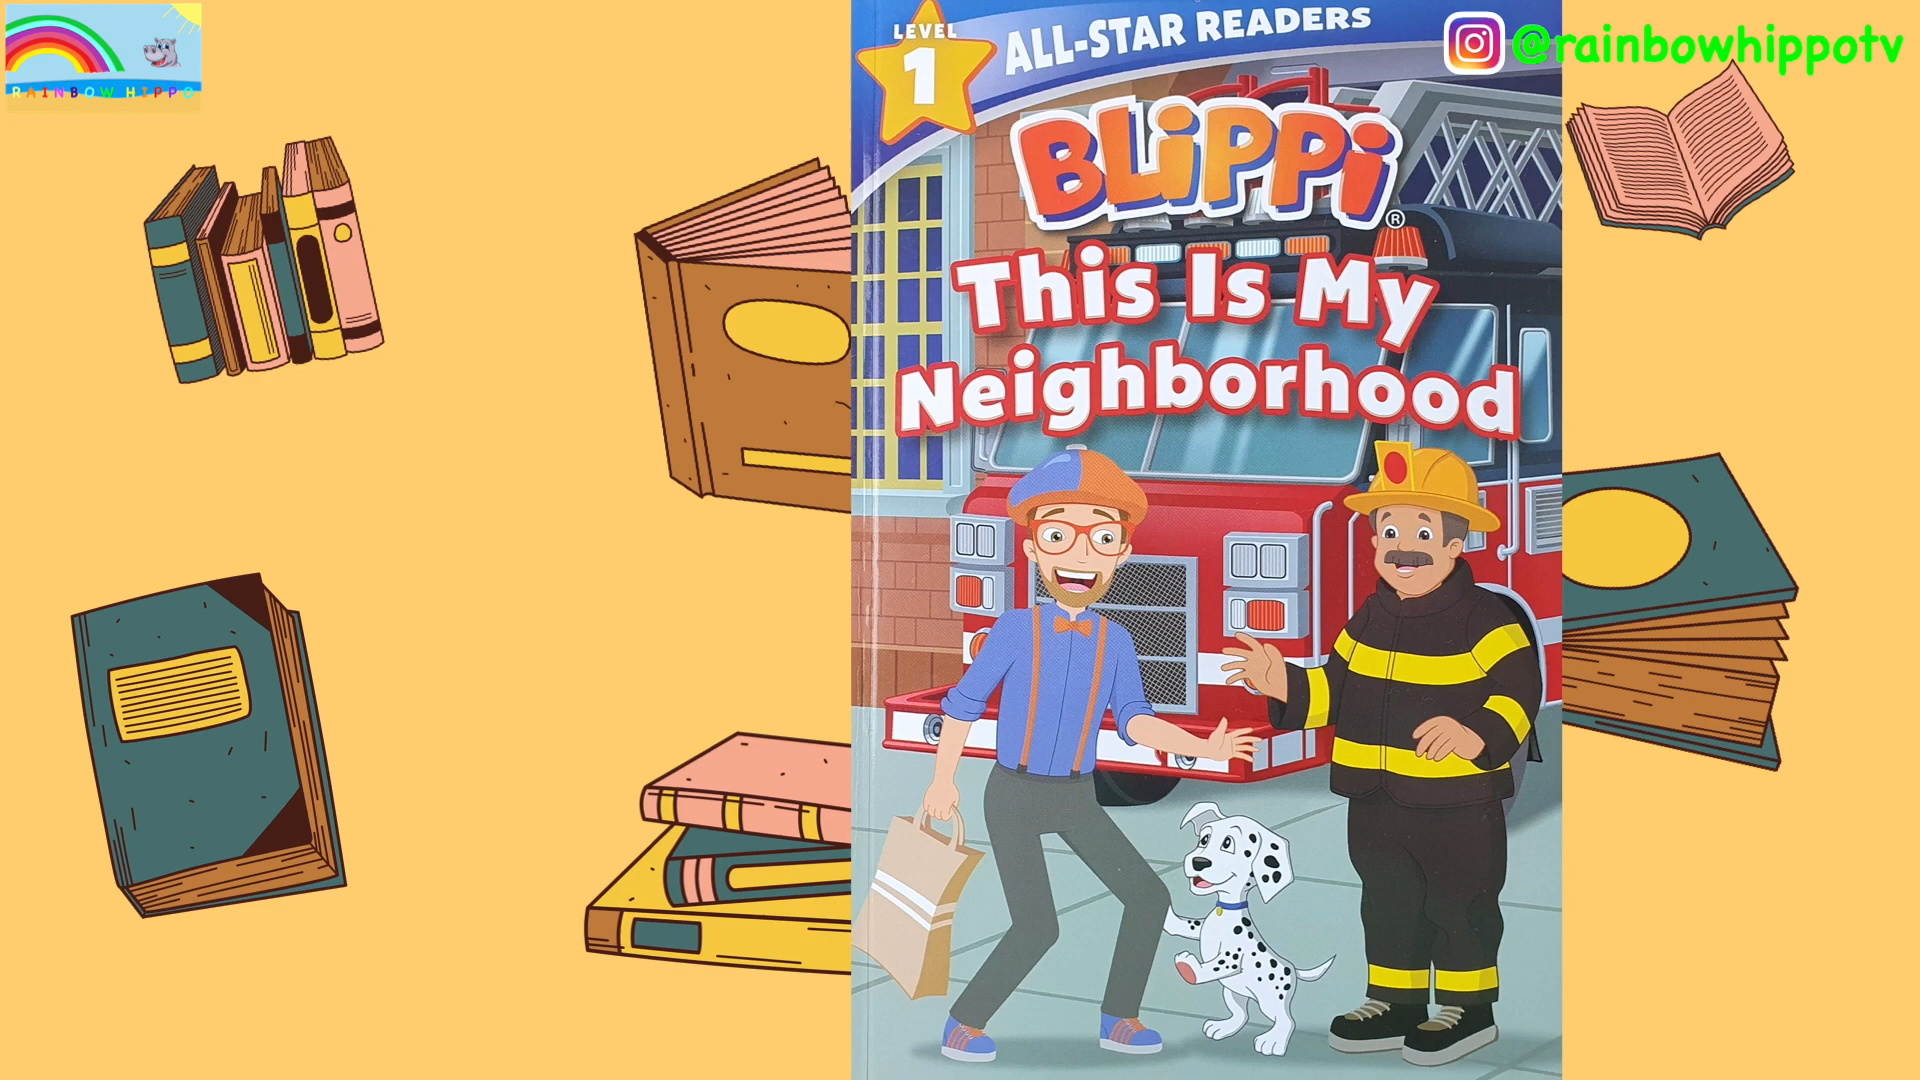 RAINBOW HIPPO
LEVEL
1
ALL-STAR READERS
@rainbowhippotv
BLiPPi®
This Is My
Neighborhood